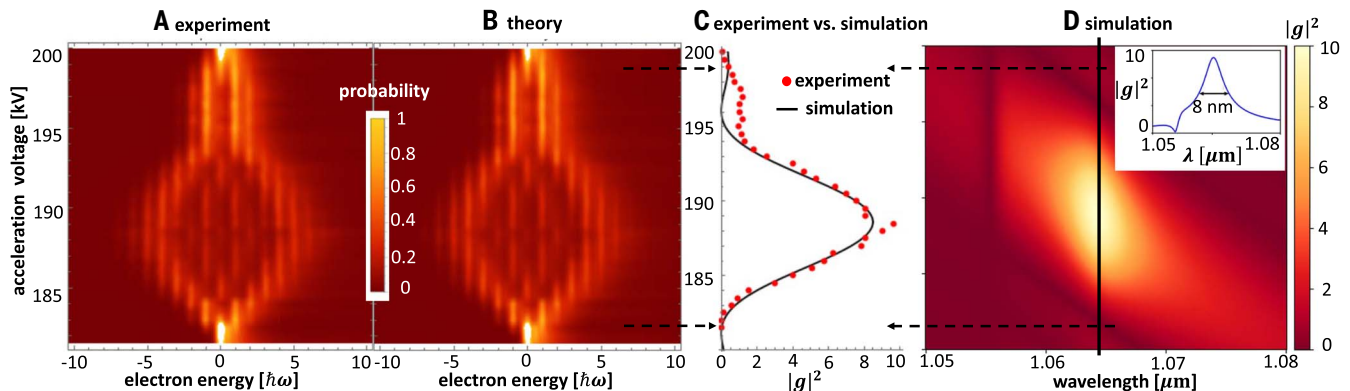 A experiment
B theory
C experiment vs. simulation
D simulation
acceleration voltage [kV]
200
195
190
185
-10 -5 0 5 10
electron energy [ħω]
probability
1
0.8
0.6
0.4
0.2
0
-10 -5 0 5 10
electron energy [ħω]
200
195
190
185
experiment
simulation
0 2 4 6 8 10
|g|²
1.05 1.06 1.07 1.08
wavelength [μm]
10
|g|²
0
8 nm
1.05 1.08
λ [μm]
|g|²
10
8
6
4
2
0